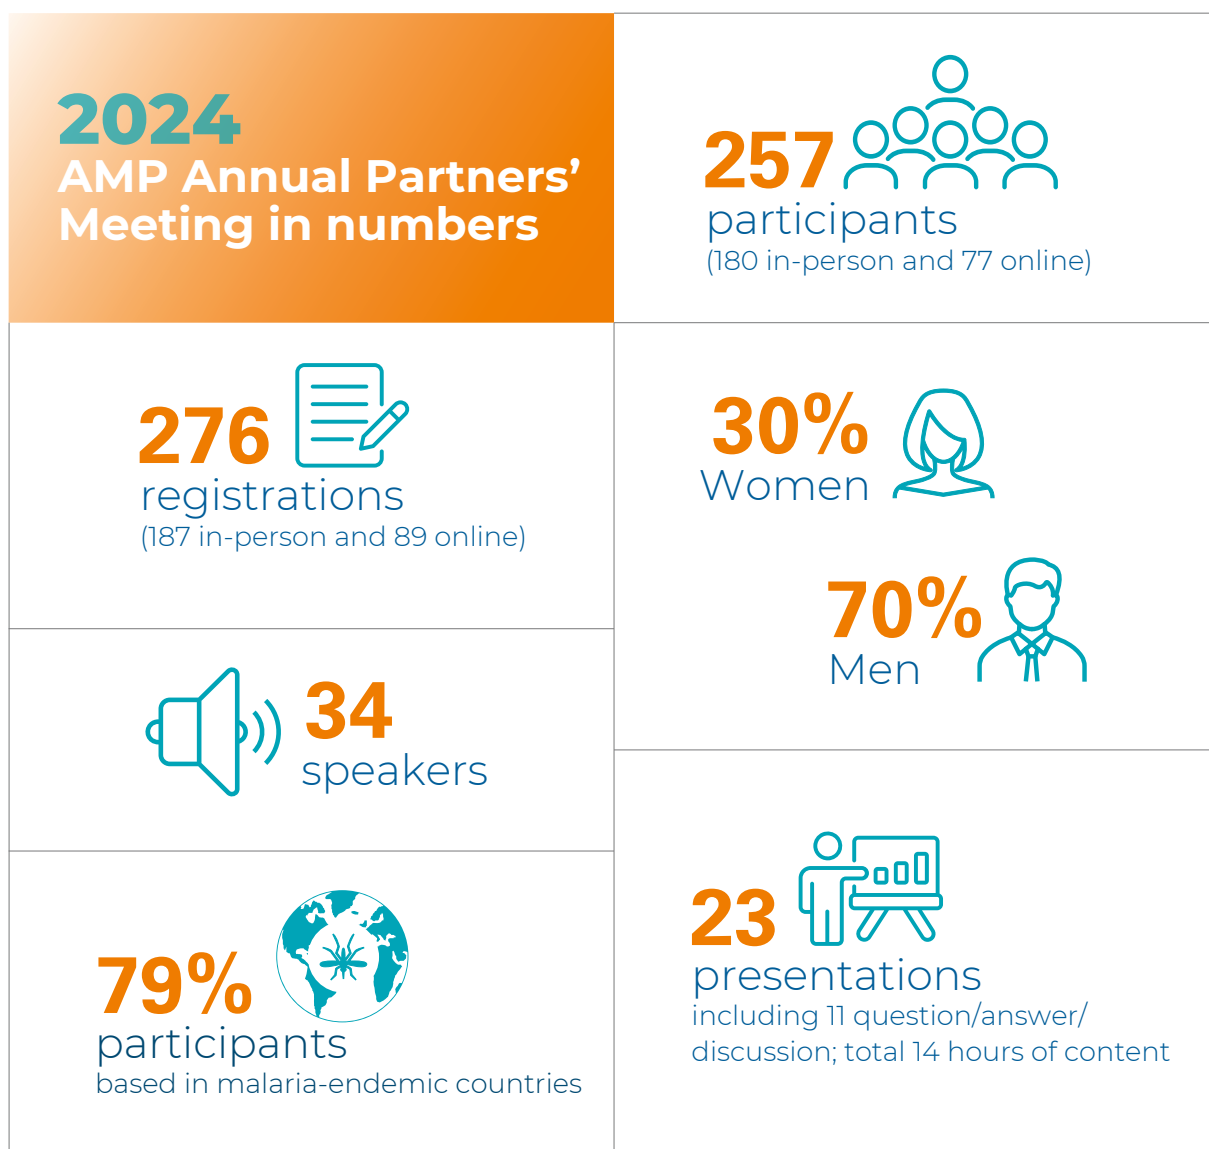 2024
AMP Annual Partners’
Meeting in numbers
257
participants
(180 in-person and 77 online)
276
registrations
(187 in-person and 89 online)
30%
Women
70%
Men
34
speakers
79%
participants
based in malaria-endemic countries
23
presentations
including 11 question/answer/
discussion; total 14 hours of content